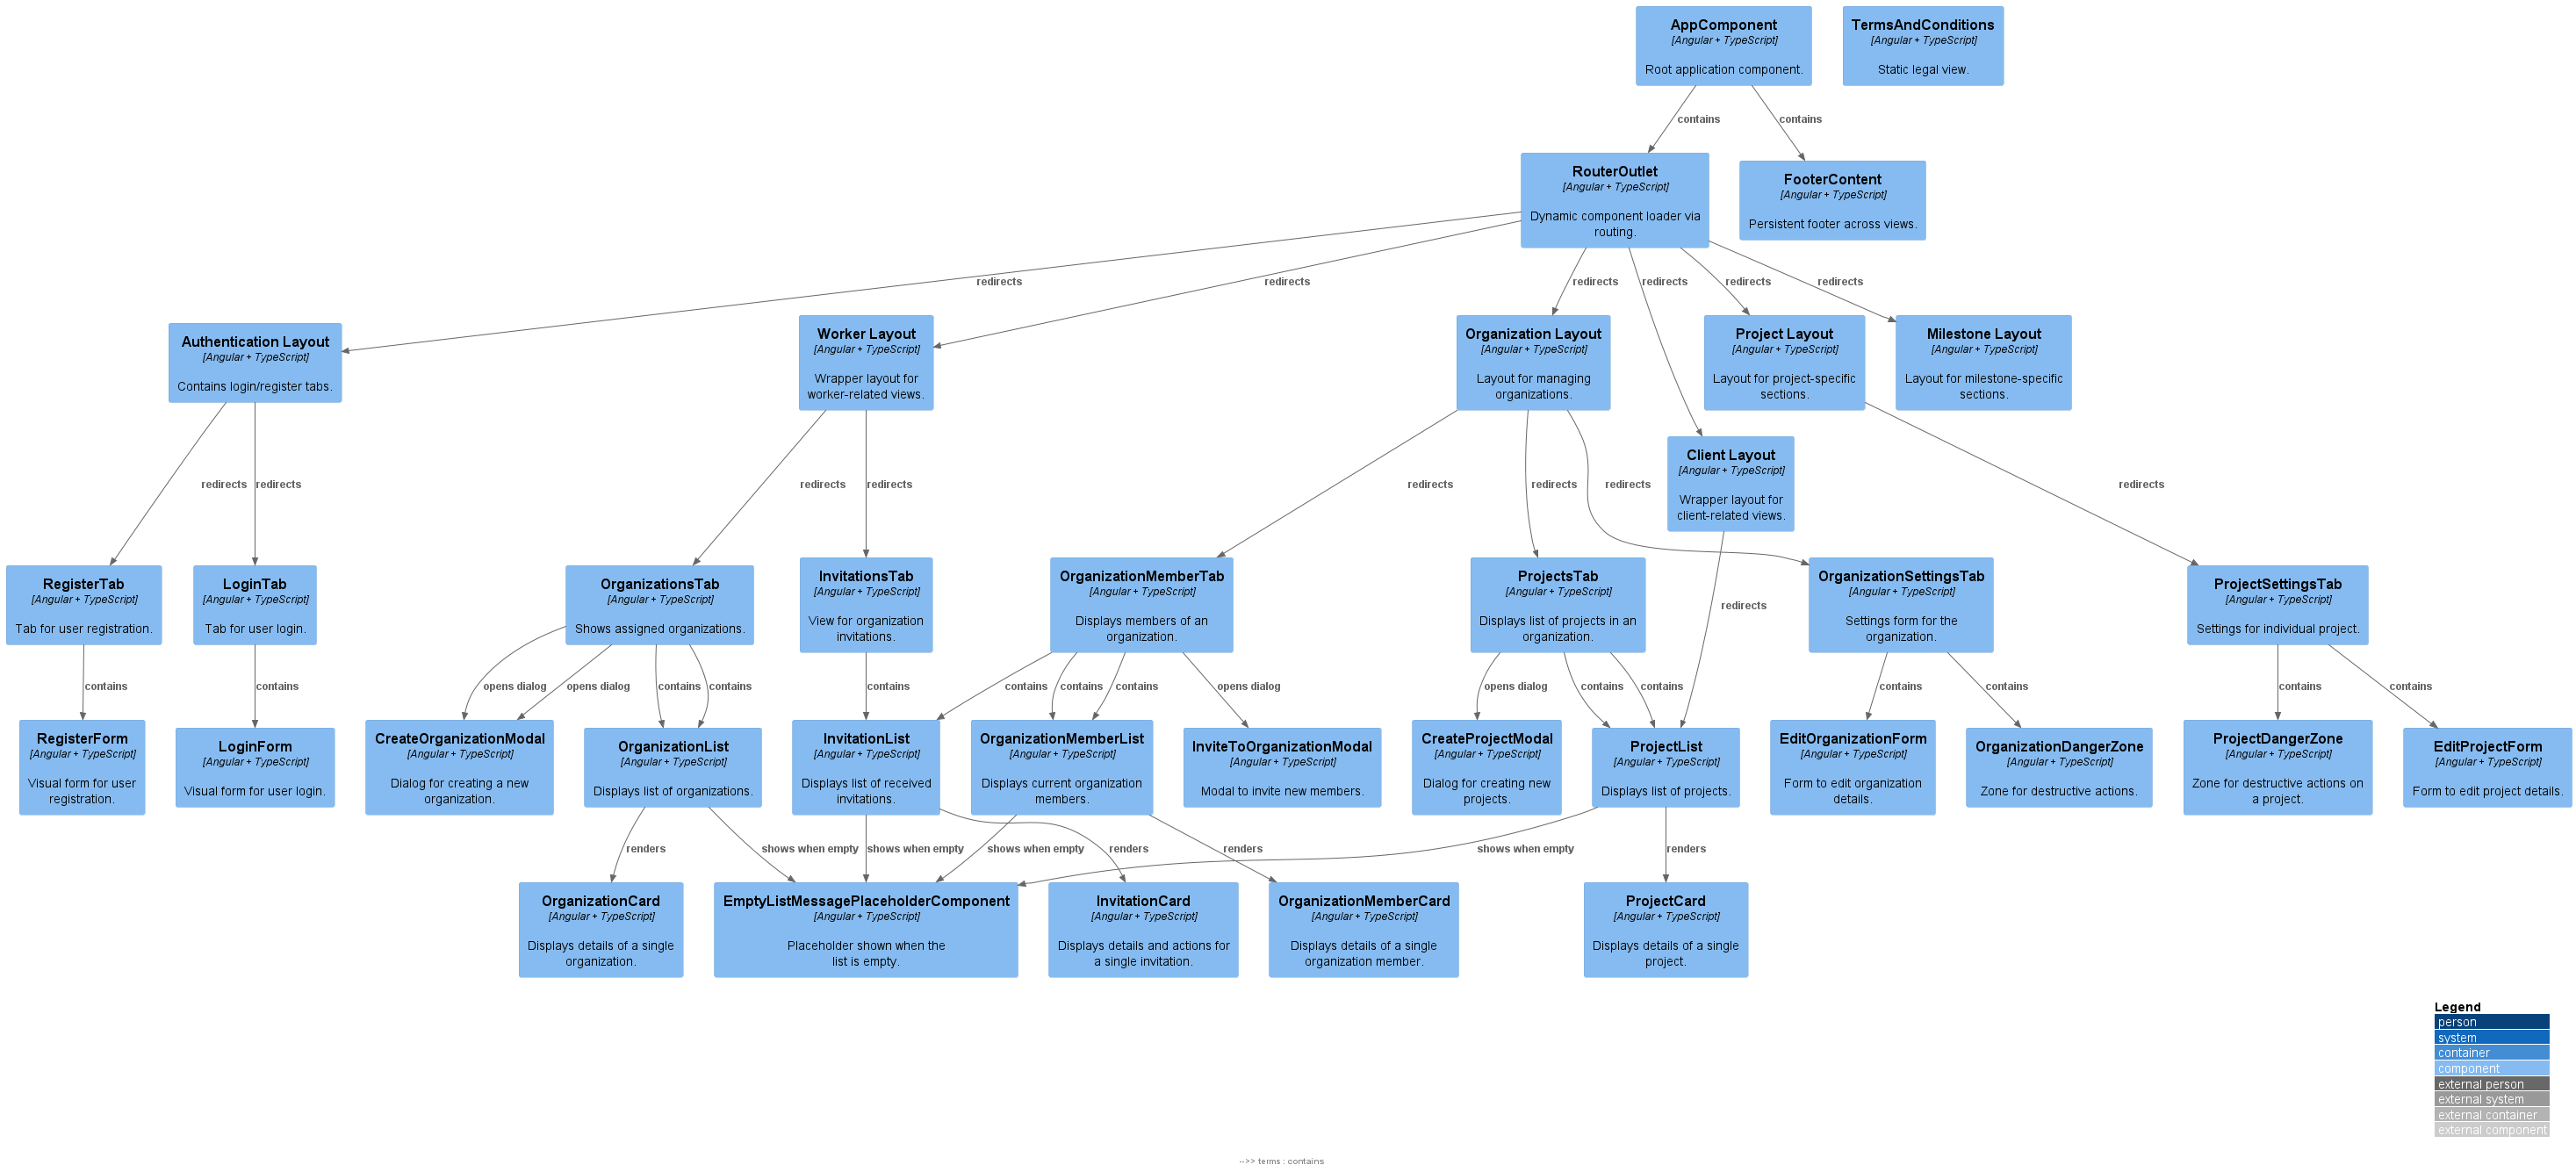 AppComponent
[Angular + TypeScript]
Root application component.
TermsAndConditions
[Angular + TypeScript]
Static legal view.
contains
contains
RouterOutlet
[Angular + TypeScript]
Dynamic component loader via
routing.
FooterContent
[Angular + TypeScript]
Persistent footer across views.
redirects
redirects
redirects
redirects
redirects
redirects
Authentication Layout
[Angular + TypeScript]
Contains login/register tabs.
Worker Layout
[Angular + TypeScript]
Wrapper layout for
worker-related views.
Organization Layout
[Angular + TypeScript]
Layout for managing
organizations.
Project Layout
[Angular + TypeScript]
Layout for project-specific
sections.
Milestone Layout
[Angular + TypeScript]
Layout for milestone-specific
sections.
Client Layout
[Angular + TypeScript]
Wrapper layout for
client-related views.
redirects
redirects
redirects
redirects
redirects
redirects
redirects
redirects
redirects
RegisterTab
[Angular + TypeScript]
Tab for user registration.
LoginTab
[Angular + TypeScript]
Tab for user login.
OrganizationsTab
[Angular + TypeScript]
Shows assigned organizations.
InvitationsTab
[Angular + TypeScript]
View for organization
invitations.
OrganizationMemberTab
[Angular + TypeScript]
Displays members of an
organization.
ProjectsTab
[Angular + TypeScript]
Displays list of projects in an
organization.
OrganizationSettingsTab
[Angular + TypeScript]
Settings form for the
organization.
ProjectSettingsTab
[Angular + TypeScript]
Settings for individual project.
contains
contains
opens dialog
opens dialog
contains
contains
contains
contains
contains
contains
opens dialog
opens dialog
contains
contains
contains
contains
contains
contains
RegisterForm
[Angular + TypeScript]
Visual form for user
registration.
LoginForm
[Angular + TypeScript]
Visual form for user login.
CreateOrganizationModal
[Angular + TypeScript]
Dialog for creating a new
organization.
OrganizationList
[Angular + TypeScript]
Displays list of organizations.
InvitationList
[Angular + TypeScript]
Displays list of received
invitations.
OrganizationMemberList
[Angular + TypeScript]
Displays current organization
members.
InviteToOrganizationModal
[Angular + TypeScript]
Modal to invite new members.
CreateProjectModal
[Angular + TypeScript]
Dialog for creating new
projects.
ProjectList
[Angular + TypeScript]
Displays list of projects.
EditOrganizationForm
[Angular + TypeScript]
Form to edit organization
details.
OrganizationDangerZone
[Angular + TypeScript]
Zone for destructive actions.
ProjectDangerZone
[Angular + TypeScript]
Zone for destructive actions on
a project.
EditProjectForm
[Angular + TypeScript]
Form to edit project details.
renders
shows when empty
shows when empty
shows when empty
renders
renders
shows when empty
renders
OrganizationCard
[Angular + TypeScript]
Displays details of a single
organization.
EmptyListMessagePlaceholderComponent
[Angular + TypeScript]
Placeholder shown when the
list is empty.
InvitationCard
[Angular + TypeScript]
Displays details and actions for
a single invitation.
OrganizationMemberCard
[Angular + TypeScript]
Displays details of a single
organization member.
ProjectCard
[Angular + TypeScript]
Displays details of a single
project.
Legend
person
system
container
component
external person
external system
external container
external component
-->> terms : contains